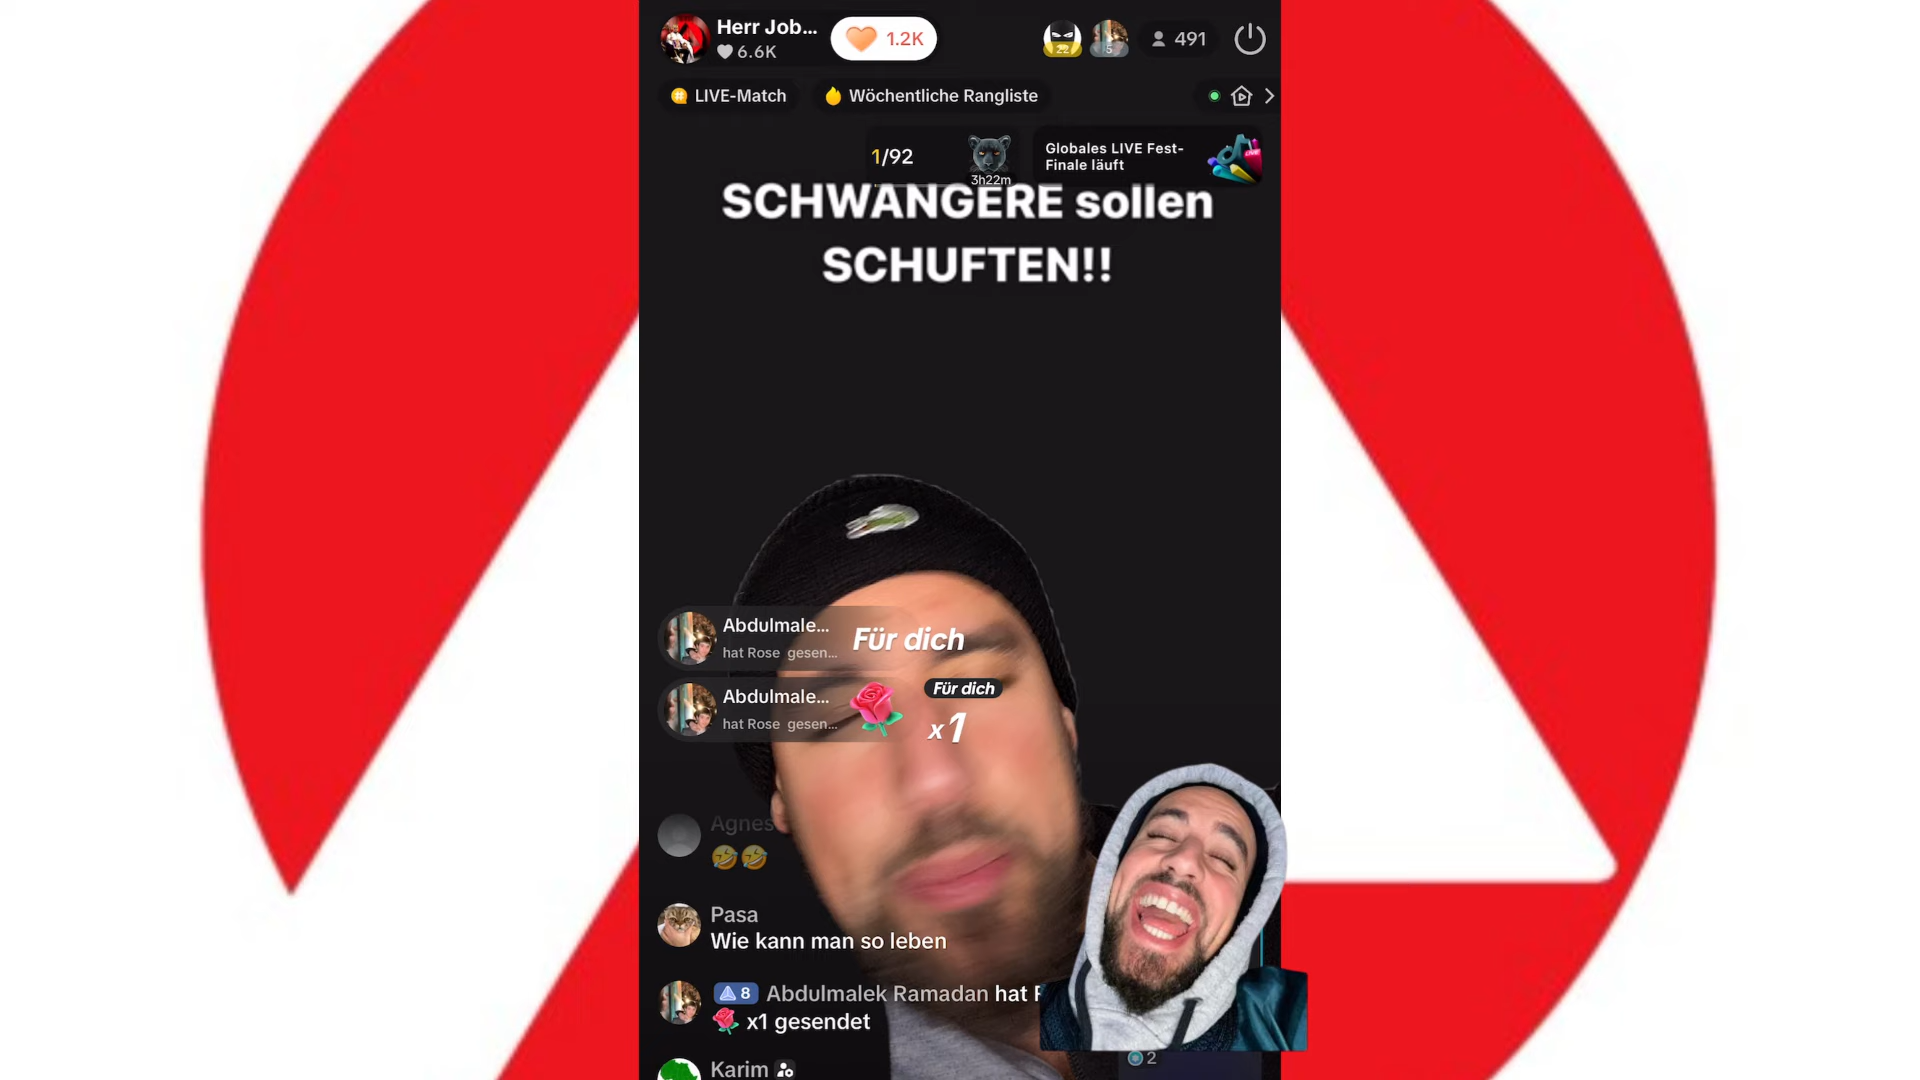 Herr Job...
6.6K
1.2K
22
5
491
LIVE-Match
Wöchentliche Rangliste
1/92
3h22m
Globales LIVE Fest-
Finale läuft
SCHWANGERE sollen
SCHUFTEN!!
Abdulmale...
hat Rose gesen...
Für dich
Abdulmale...
hat Rose gesen...
Für dich
x1
Agnes
Pasa
Wie kann man so leben
8 Abdulmalek Ramadan hat
x1 gesendet
2
Karim